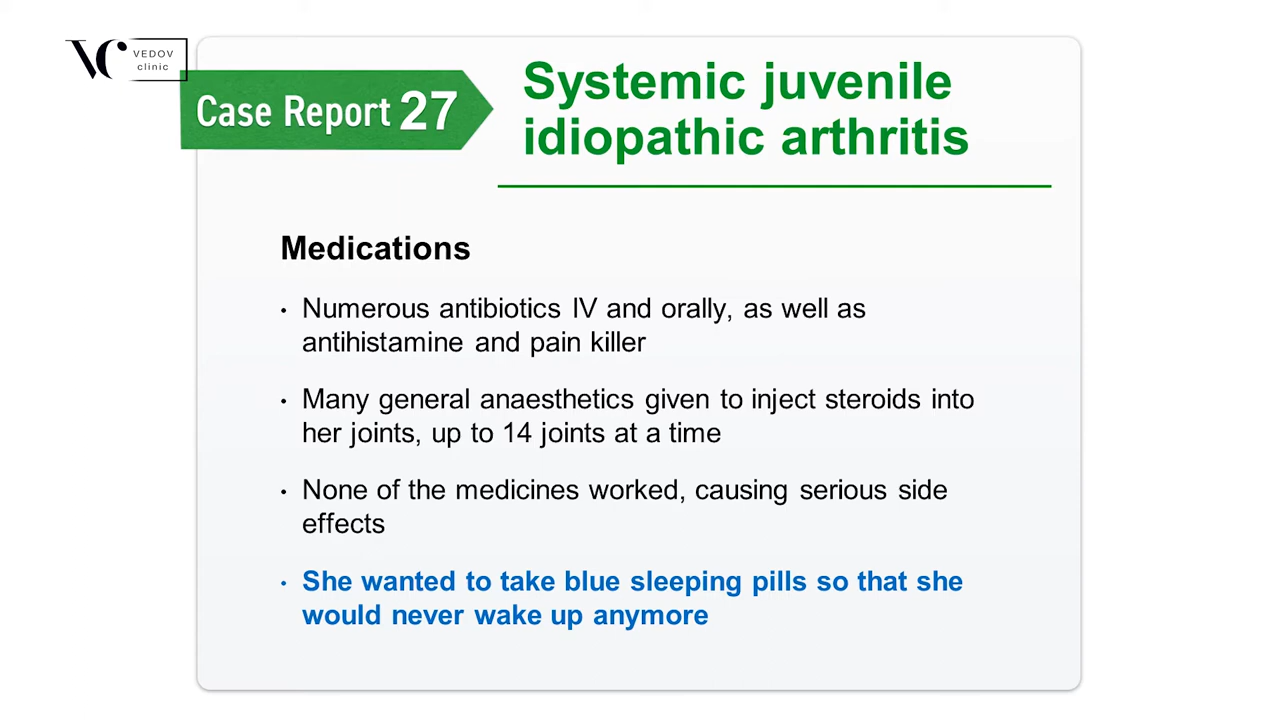 VC VEDOV
clinic
Case Report 27
Systemic juvenile
idiopathic arthritis
Medications
• Numerous antibiotics IV and orally, as well as
antihistamine and pain killer
• Many general anaesthetics given to inject steroids into
her joints, up to 14 joints at a time
• None of the medicines worked, causing serious side
effects
• She wanted to take blue sleeping pills so that she
would never wake up anymore